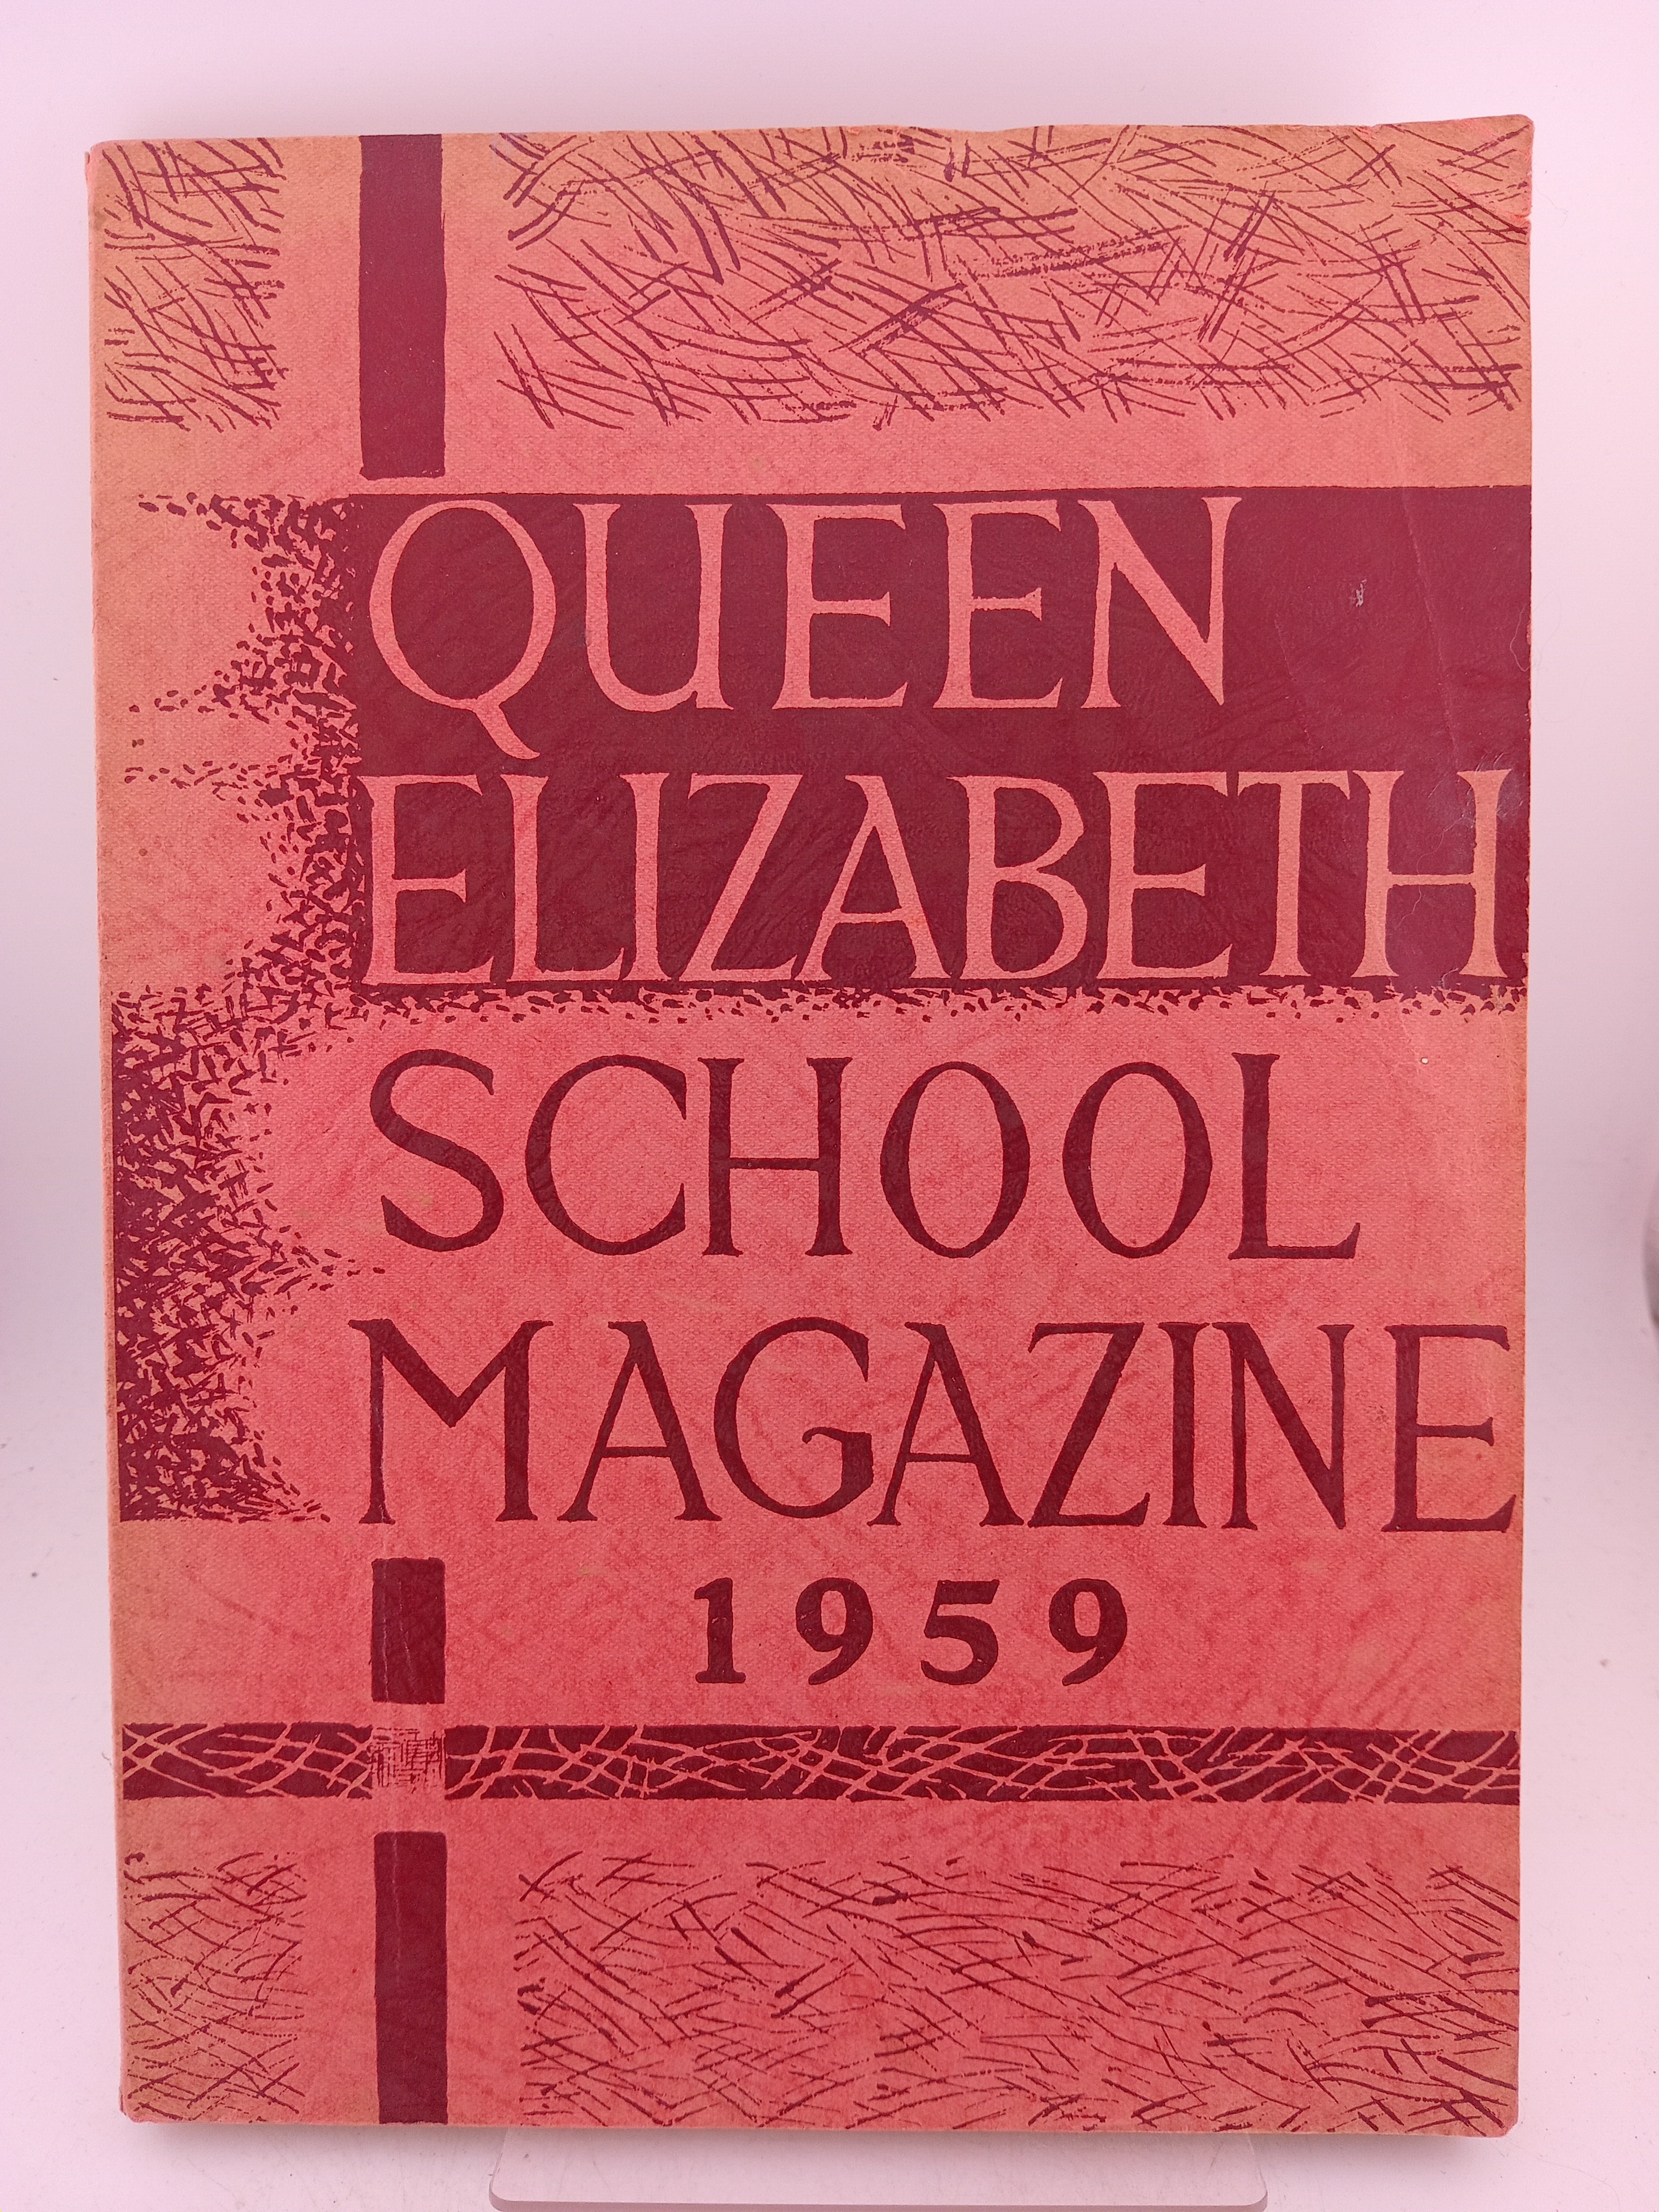 QUEEN
ELIZABETH
SCHOOL
MAGAZINE
1959